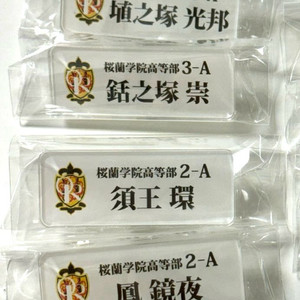 埴之塚 光邦
桜蘭学院高等部 3-A
銛之塚 崇
桜蘭学院高等部 2-A
須王 環
桜蘭学院高等部 2-A
鳳 鏡夜